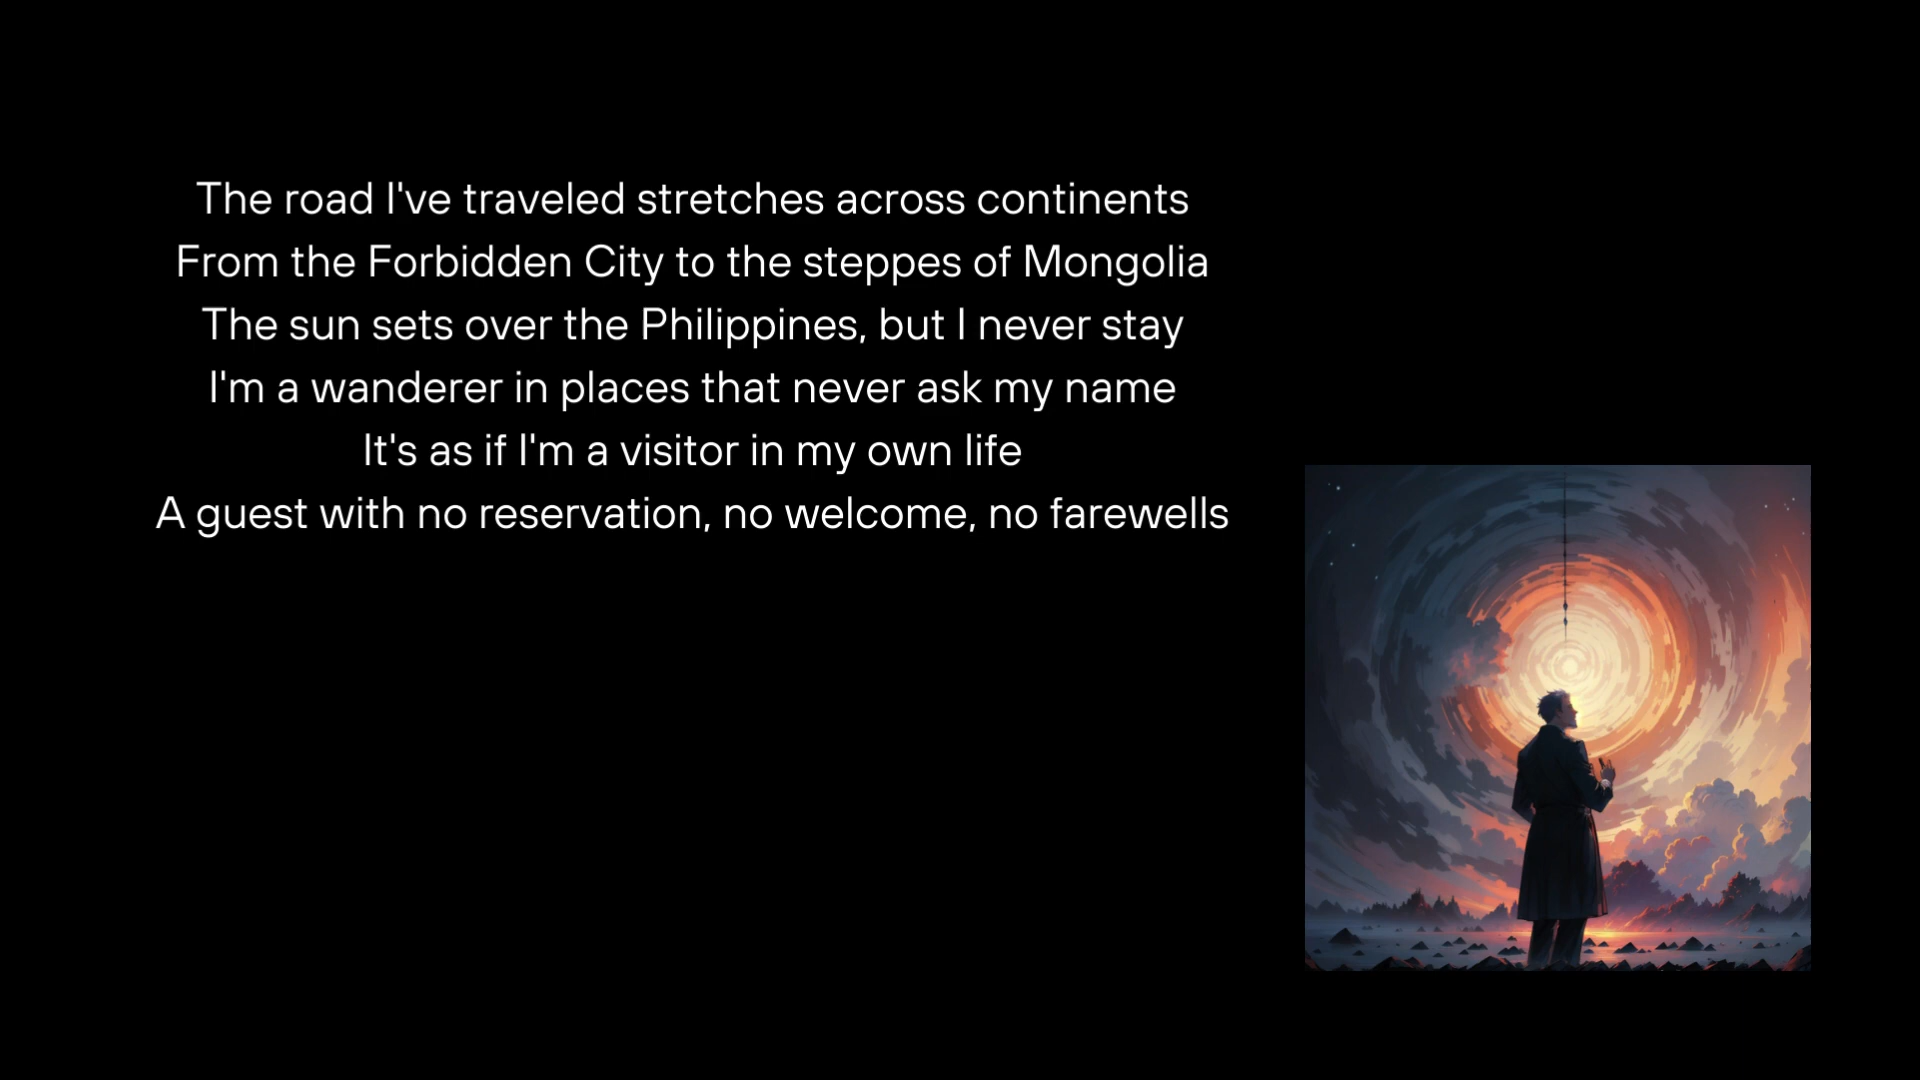 The road I've traveled stretches across continents
From the Forbidden City to the steppes of Mongolia
The sun sets over the Philippines, but I never stay
I'm a wanderer in places that never ask my name
It's as if I'm a visitor in my own life
A guest with no reservation, no welcome, no farewells